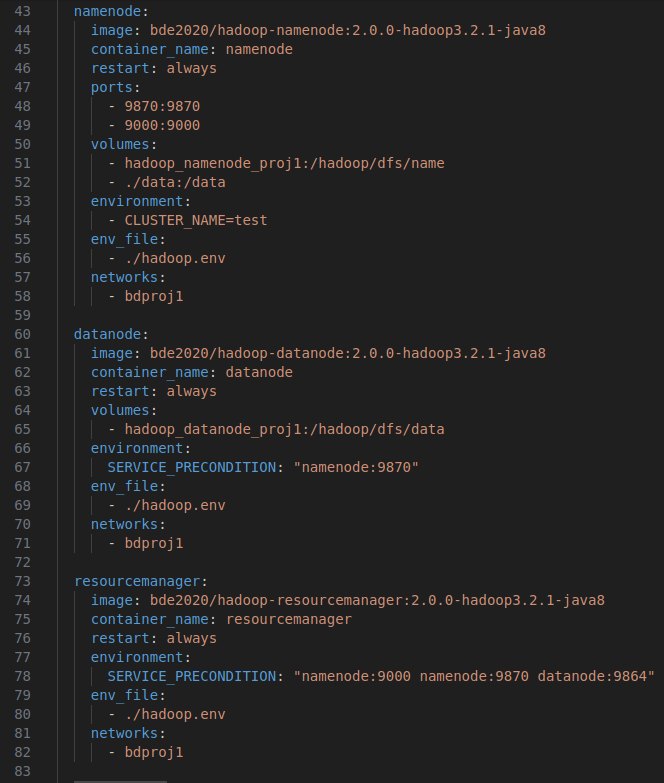 43 namenode:
44 image: bde2020/hadoop-namenode:2.0.0-hadoop3.2.1-java8
45 container_name: namenode
46 restart: always
47 ports:
48 - 9870:9870
49 - 9000:9000
50 volumes:
51 - hadoop_namenode_proj1:/hadoop/dfs/name
52 - ./data:/data
53 environment:
54 - CLUSTER_NAME=test
55 env_file:
56 - ./hadoop.env
57 networks:
58 - bdproj1
59
60 datanode:
61 image: bde2020/hadoop-datanode:2.0.0-hadoop3.2.1-java8
62 container_name: datanode
63 restart: always
64 volumes:
65 - hadoop_datanode_proj1:/hadoop/dfs/data
66 environment:
67 SERVICE_PRECONDITION: "namenode:9870"
68 env_file:
69 - ./hadoop.env
70 networks:
71 - bdproj1
72
73 resourcemanager:
74 image: bde2020/hadoop-resourcemanager:2.0.0-hadoop3.2.1-java8
75 container_name: resourcemanager
76 restart: always
77 environment:
78 SERVICE_PRECONDITION: "namenode:9000 namenode:9870 datanode:9864"
79 env_file:
80 - ./hadoop.env
81 networks:
82 - bdproj1
83